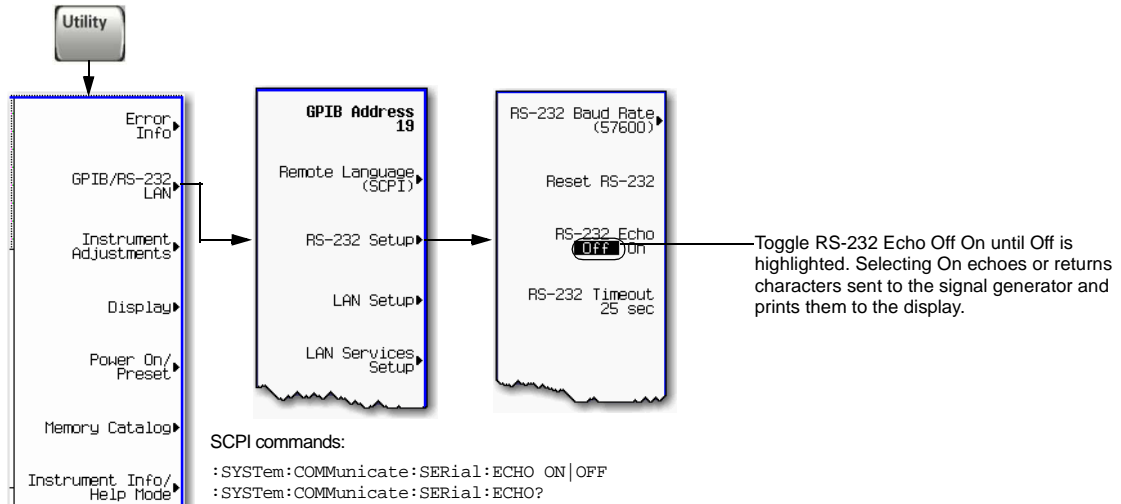 Utility
Error
Info
GPIB/RS-232
LAN
Instrument
Adjustments
Display
Power On/
Preset
Memory Catalog
Instrument Info/
Help Mode
GPIB Address
19
Remote Language
(SCPI)
RS-232 Setup
LAN Setup
LAN Services
Setup
RS-232 Baud Rate
(57600)
Reset RS-232
RS-232 Echo
Off On
RS-232 Timeout
25 sec
Toggle RS-232 Echo Off On until Off is
highlighted. Selecting On echoes or returns
characters sent to the signal generator and
prints them to the display.
SCPI commands:
:SYSTem:COMMunicate:SERial:ECHO ON|OFF
:SYSTem:COMMunicate:SERial:ECHO?